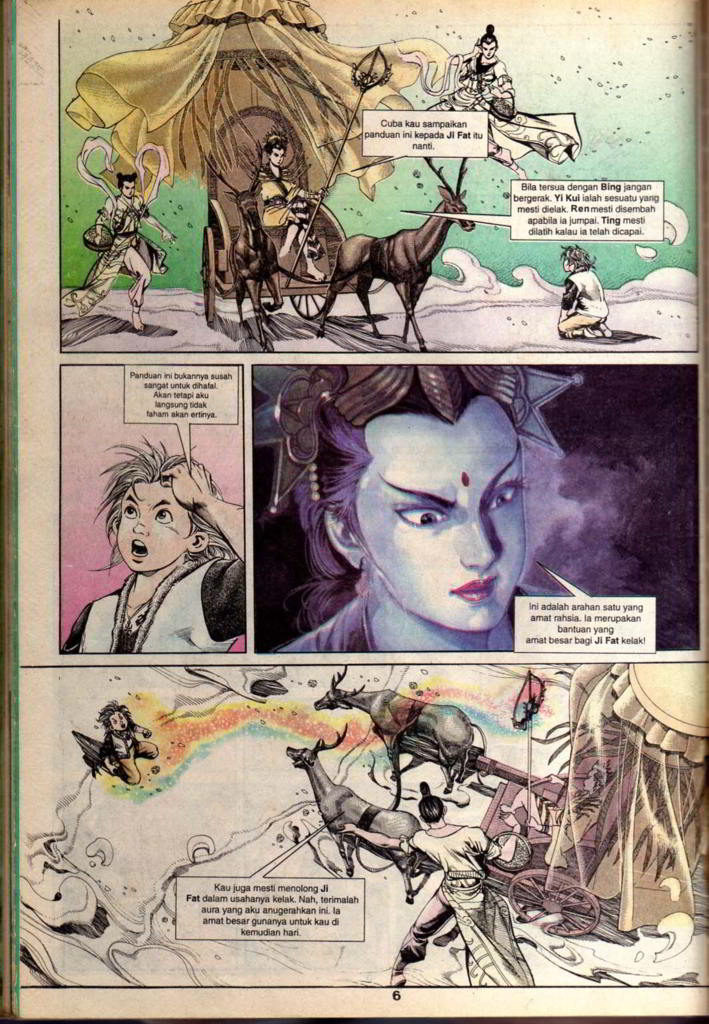 Cuba kau sampaikan
panduan ini kepada Ji Fat itu
nanti.
Bila tersua dengan Bing jangan
bergerak. Yi Kui ialah sesuatu yang
mesti dielak. Ren mesti disembah
apabila ia jumpai. Ting mesti
dilatih kalau ia telah dicapai.
Panduan ini bukannya susah
sangat untuk dihafal.
Akan tetapi aku
langsung tidak
faham akan ertinya.
Ini adalah arahan satu yang
amat rahsia. Ia merupakan
bantuan yang
amat besar bagi Ji Fat kelak!
Kau juga mesti menolong Ji
Fat dalam usahanya kelak. Nah, terimalah
aura yang aku anugerahkan ini. Ia
amat besar gunanya untuk kau di
kemudian hari.
6